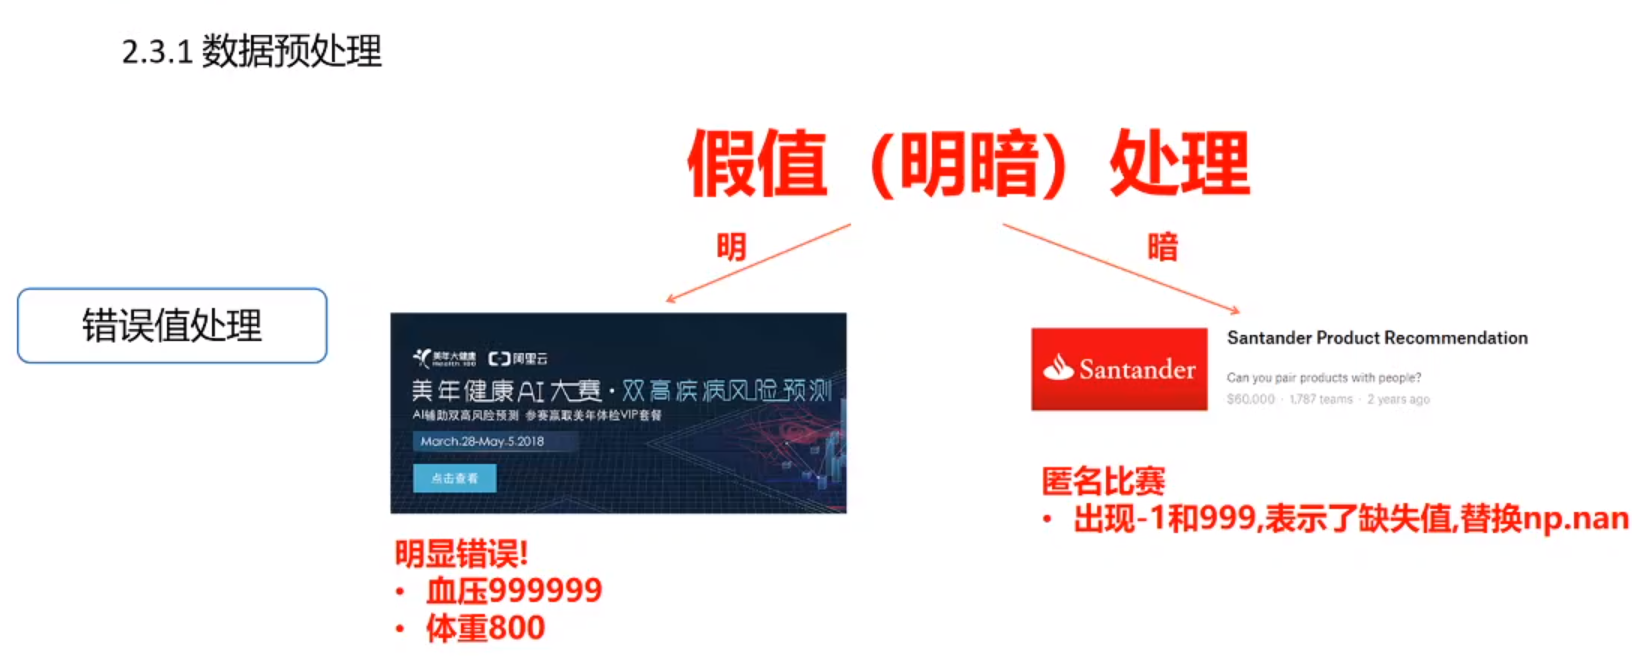 2.3.1 数据预处理
假值（明暗）处理
明
暗
错误值处理
美年大健康
Health 100
阿里云
美年健康AI大赛·双高疾病风险预测
AI辅助双高风险预测 参赛赢取美年体检VIP套餐
March.28-May.5.2018
点击查看
明显错误!
• 血压999999
• 体重800
Santander
Santander Product Recommendation
Can you pair products with people?
$60,000 · 1,787 teams · 2 years ago
匿名比赛
• 出现-1和999,表示了缺失值,替换np.nan